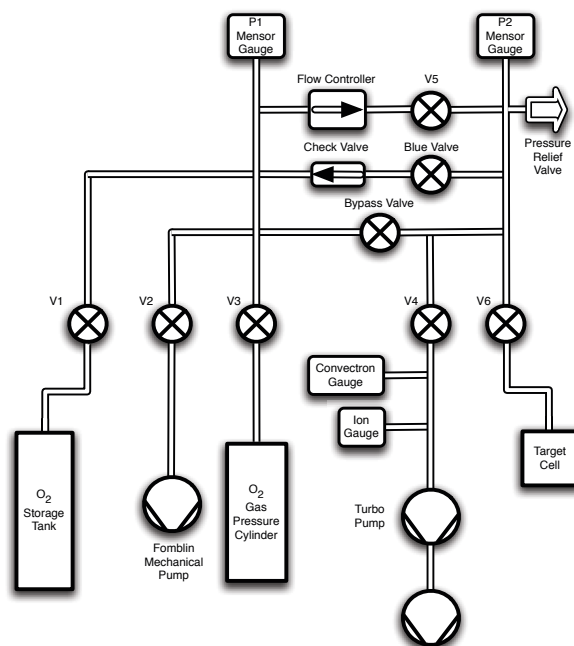 P1
Mensor
Gauge
P2
Mensor
Gauge
Flow Controller
V5
Pressure
Relief
Valve
Check Valve
Blue Valve
Bypass Valve
V1
V2
V3
V4
V6
Convectron
Gauge
Ion
Gauge
O2
Storage
Tank
Fomblin
Mechanical
Pump
O2
Gas
Pressure
Cylinder
Turbo
Pump
Target
Cell